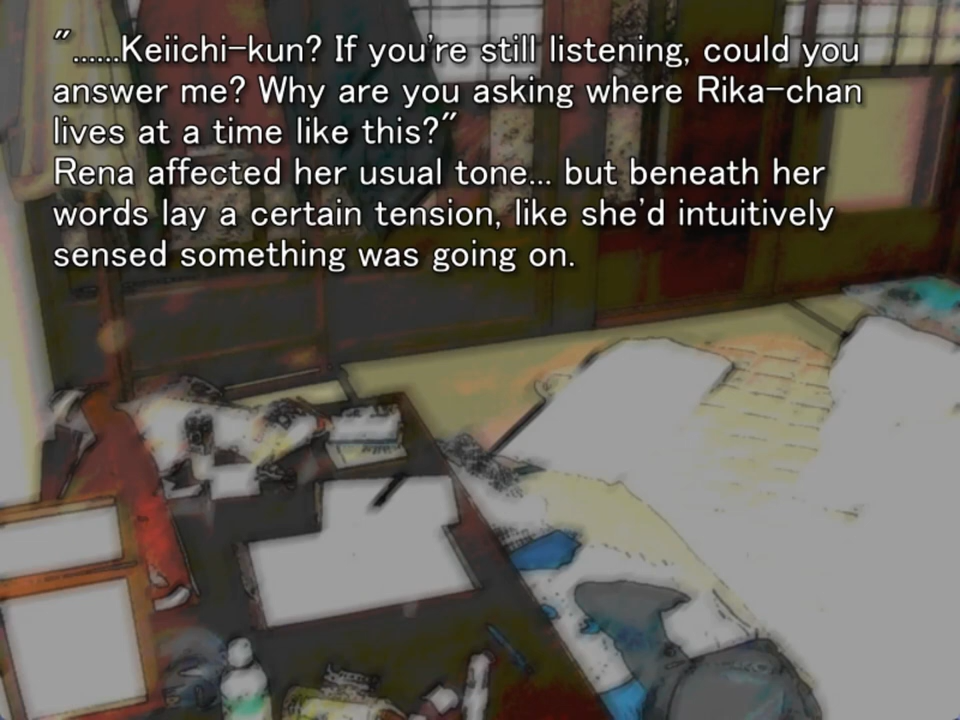 "......Keiichi-kun? If you're still listening, could you
answer me? Why are you asking where Rika-chan
lives at a time like this?"
Rena affected her usual tone... but beneath her
words lay a certain tension, like she'd intuitively
sensed something was going on.